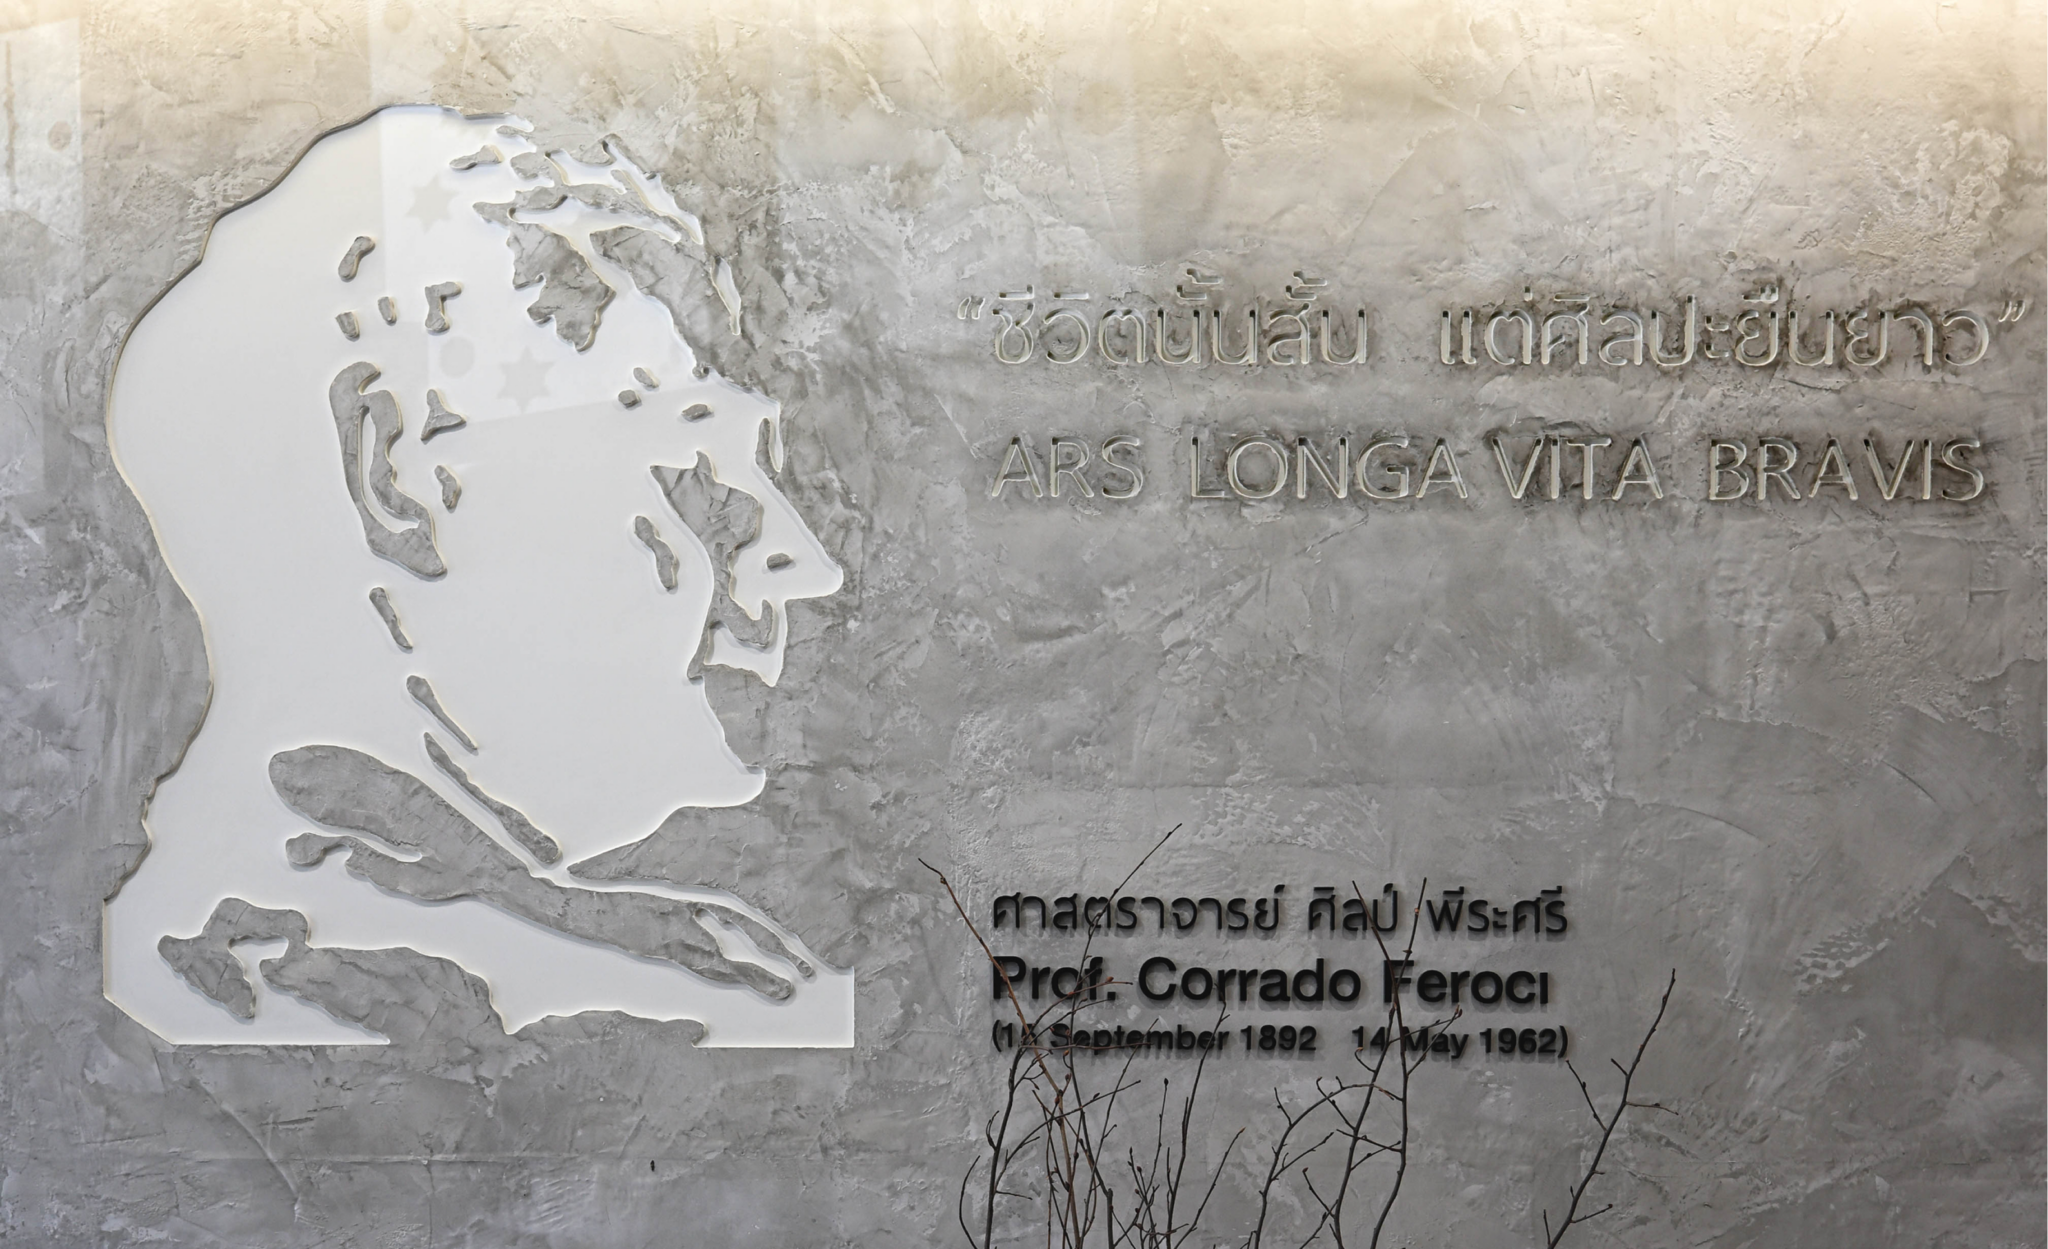 “ชีวิตนั้นสั้น แต่ศิลปะยืนยาว”
ARS LONGA VITA BRAVIS
ศาสตราจารย์ ศิลป์ พีระศรี
Prof. Corrado Feroci
September 1892 14 May 1962)